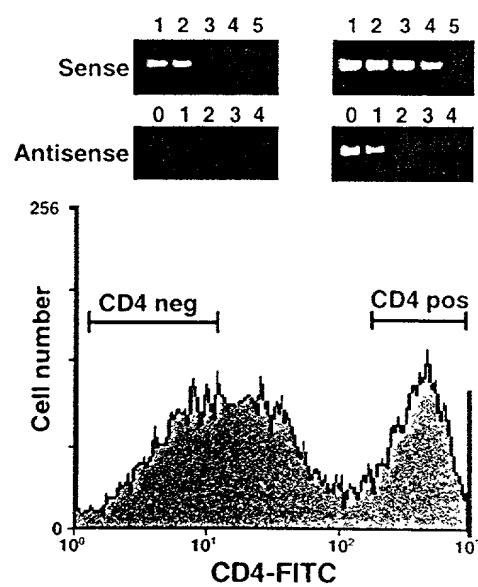 1 2 3 4 5 1 2 3 4 5
Sense
0 1 2 3 4 0 1 2 3 4
Antisense
256
CD4 neg CD4 pos
Cell number
0
10⁰ 10¹ 10² 10
CD4-FITC